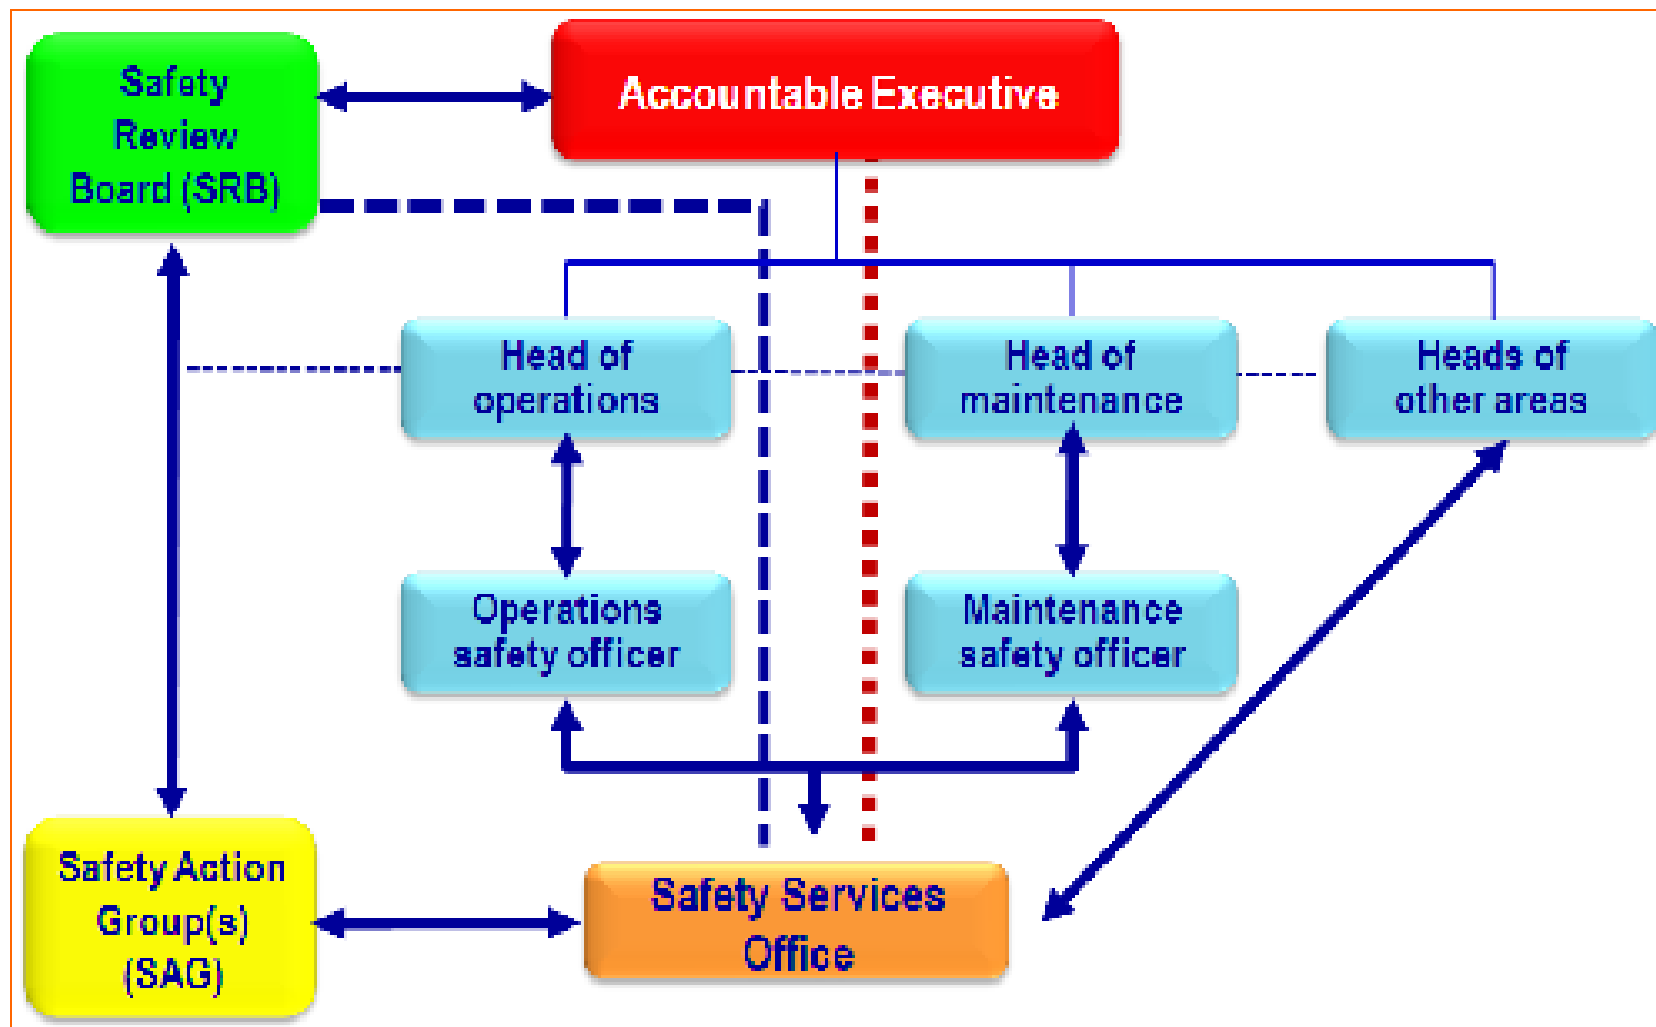 Safety
Review
Board (SRB)
Accountable Executive
Head of
operations
Head of
maintenance
Heads of
other areas
Operations
safety officer
Maintenance
safety officer
Safety Action
Group(s)
(SAG)
Safety Services
Office